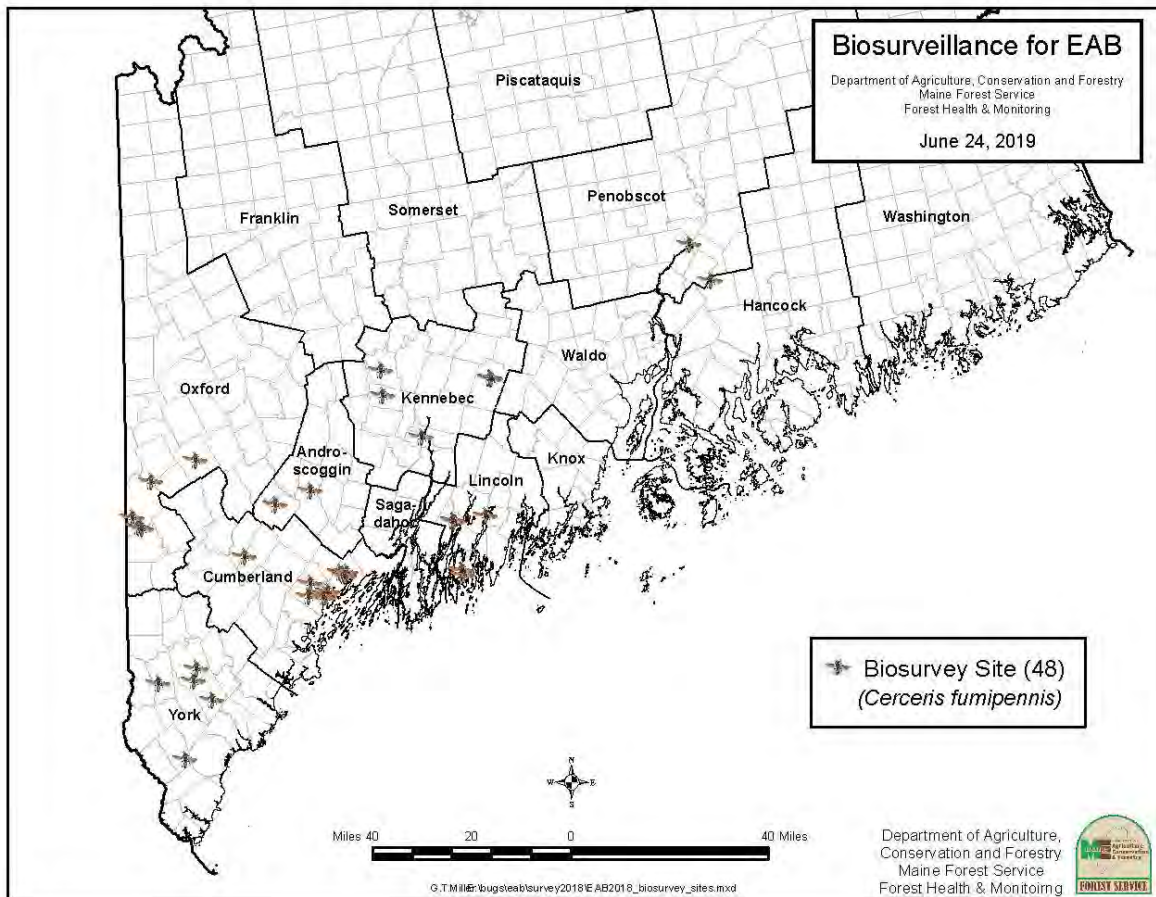 Biosurveillance for EAB
Department of Agriculture, Conservation and Forestry
Maine Forest Service
Forest Health & Monitoring
June 24, 2019
Piscataquis
Penobscot
Somerset
Franklin
Washington
Hancock
Waldo
Oxford
Kennebec
Andro-
scoggin
Knox
Lincoln
Saga-
dahoc
Cumberland
York
Biosurvey Site (48)
(Cerceris fumipennis)
N
W E
S
Miles 40 20 0 40 Miles
Department of Agriculture,
Conservation and Forestry
Maine Forest Service
Forest Health & Monitoirng
Agriculture
Conservation
& Forestry
FOREST SERVICE